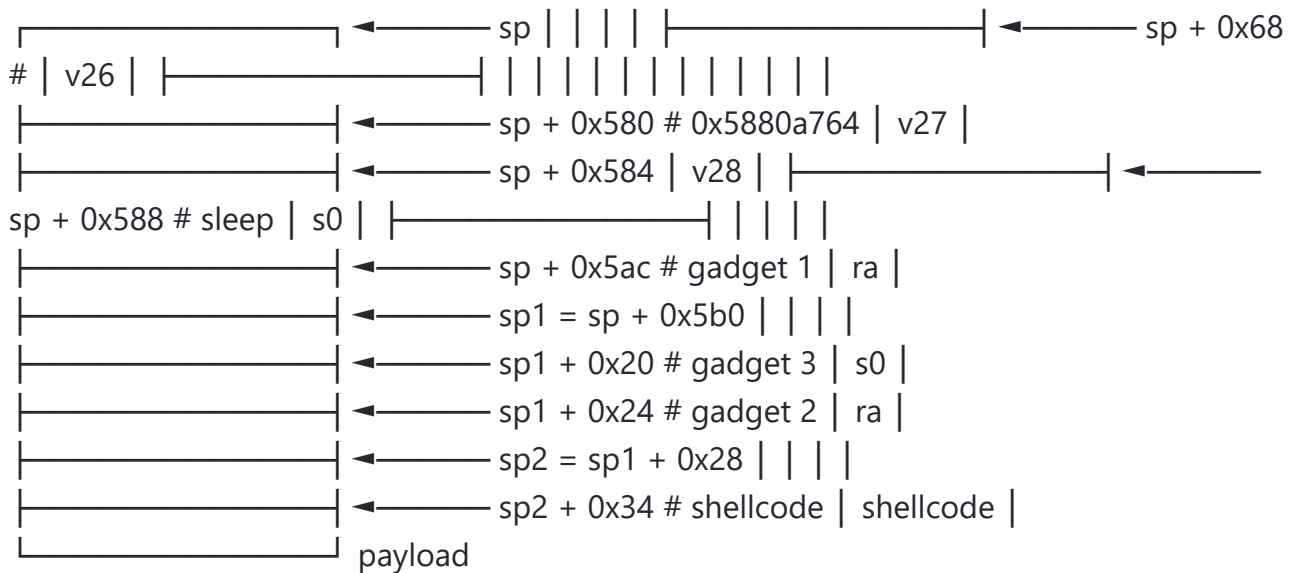 ┌──────────┐ ◄────── sp │ │ │ │ ├──────────┤ ◄────── sp + 0x68
# │ v26 │ ├──────────┤ │ │ │ │ │ │ │ │ │ │ │ │
├──────────┤ ◄────── sp + 0x580 # 0x5880a764 │ v27 │
├──────────┤ ◄────── sp + 0x584 │ v28 │ ├──────────┤ ◄──────
sp + 0x588 # sleep │ s0 │ ├──────────┤ │ │ │ │
├──────────┤ ◄────── sp + 0x5ac # gadget 1 │ ra │
├──────────┤ ◄────── sp1 = sp + 0x5b0 │ │ │ │
├──────────┤ ◄────── sp1 + 0x20 # gadget 3 │ s0 │
├──────────┤ ◄────── sp1 + 0x24 # gadget 2 │ ra │
├──────────┤ ◄────── sp2 = sp1 + 0x28 │ │ │ │
├──────────┤ ◄────── sp2 + 0x34 # shellcode │ shellcode │
└──────────┘ payload